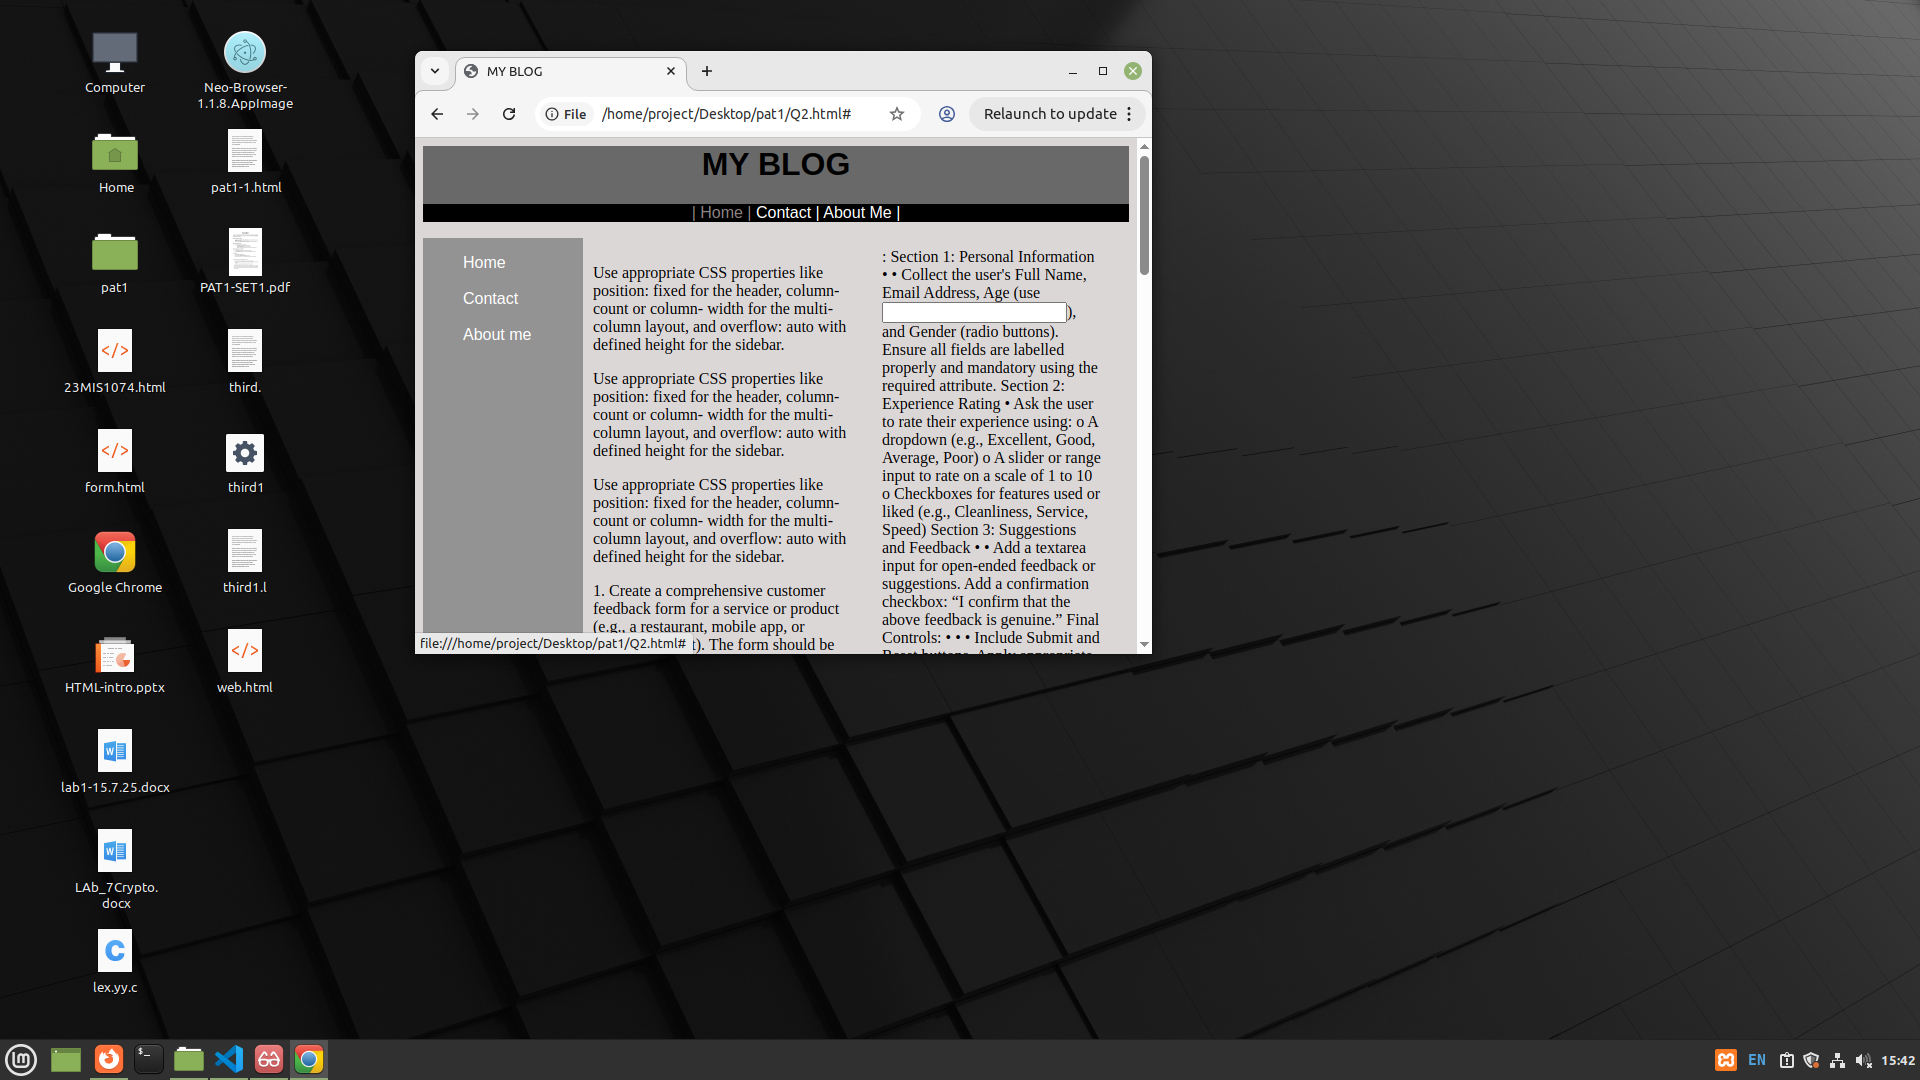 Computer
Neo-Browser-
1.1.8.AppImage
Home
pat1-1.html
pat1
PAT1-SET1.pdf
23MIS1074.html
third.
form.html
third1
Google Chrome
third1.l
HTML-intro.pptx
web.html
lab1-15.7.25.docx
LAb_7Crypto.
docx
lex.yy.c
MY BLOG
File
/home/project/Desktop/pat1/Q2.html#
Relaunch to update
MY BLOG
| Home | Contact | About Me |
Home
Contact
About me
Use appropriate CSS properties like
position: fixed for the header, column-
count or column- width for the multi-
column layout, and overflow: auto with
defined height for the sidebar.
Use appropriate CSS properties like
position: fixed for the header, column-
count or column- width for the multi-
column layout, and overflow: auto with
defined height for the sidebar.
Use appropriate CSS properties like
position: fixed for the header, column-
count or column- width for the multi-
column layout, and overflow: auto with
defined height for the sidebar.
1. Create a comprehensive customer
feedback form for a service or product
(e.g., a restaurant, mobile app, or
t). The form should be
: Section 1: Personal Information
• • Collect the user's Full Name,
Email Address, Age (use
),
and Gender (radio buttons).
Ensure all fields are labelled
properly and mandatory using the
required attribute. Section 2:
Experience Rating • Ask the user
to rate their experience using: o A
dropdown (e.g., Excellent, Good,
Average, Poor) o A slider or range
input to rate on a scale of 1 to 10
o Checkboxes for features used or
liked (e.g., Cleanliness, Service,
Speed) Section 3: Suggestions
and Feedback • • Add a textarea
input for open-ended feedback or
suggestions. Add a confirmation
checkbox: “I confirm that the
above feedback is genuine.” Final
Controls: • • • Include Submit and
Reset buttons. Apply appropriate
file:///home/project/Desktop/pat1/Q2.html#
EN
15:42